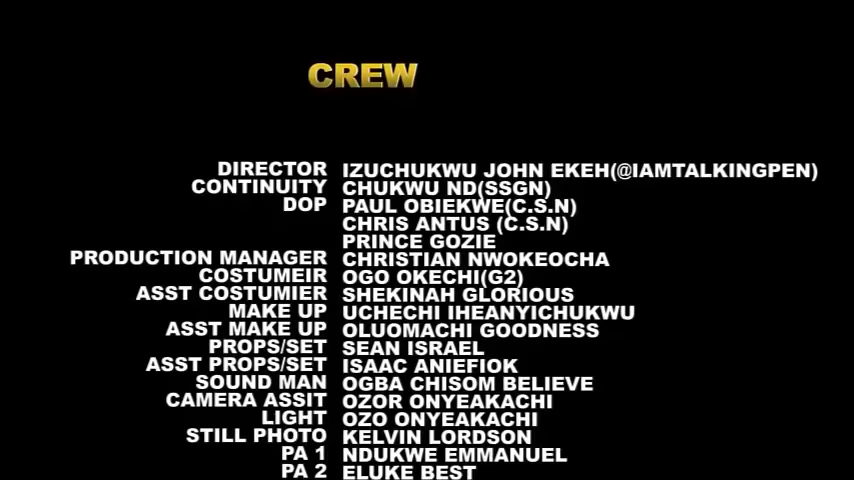 CREW
DIRECTOR IZUCHUKWU JOHN EKEH(@IAMTALKINGPEN)
CONTINUITY CHUKWU ND(SSGN)
DOP PAUL OBIEKWE(C.S.N)
CHRIS ANTUS (C.S.N)
PRINCE GOZIE
PRODUCTION MANAGER CHRISTIAN NWOKEOCHA
COSTUMEIR OGO OKECHI(G2)
ASST COSTUMIER SHEKINAH GLORIOUS
MAKE UP UCHECHI IHEANYICHUKWU
ASST MAKE UP OLUOMACHI GOODNESS
PROPS/SET SEAN ISRAEL
ASST PROPS/SET ISAAC ANIEFIOK
SOUND MAN OGBA CHISOM BELIEVE
CAMERA ASSIT OZOR ONYEAKACHI
LIGHT OZO ONYEAKACHI
STILL PHOTO KELVIN LORDSON
PA 1 NDUKWE EMMANUEL
PA 2 ELUKE BEST